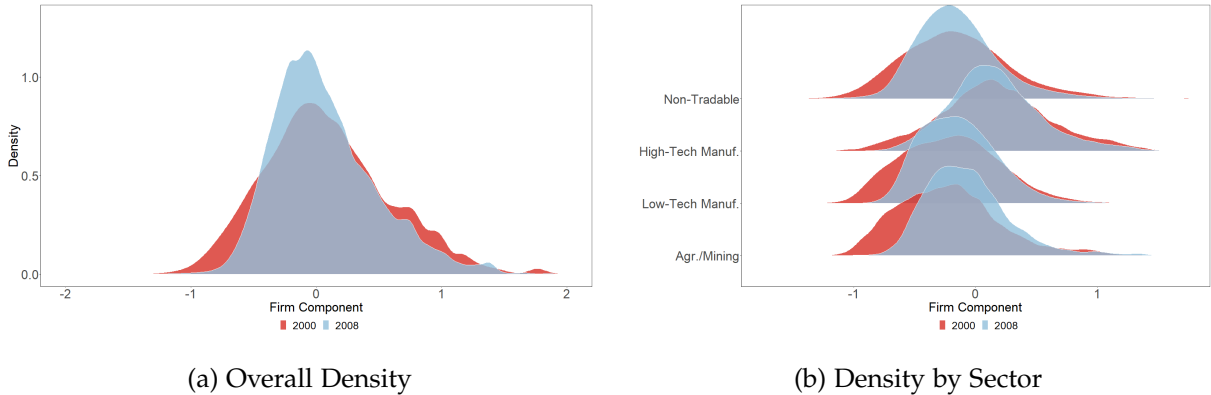 Density
1.0
0.5
0.0
-2
-1
0
1
2
Firm Component
2000 2008
(a) Overall Density
Non-Tradable
High-Tech Manuf.
Low-Tech Manuf.
Agr./Mining
-1
0
1
Firm Component
2000 2008
(b) Density by Sector